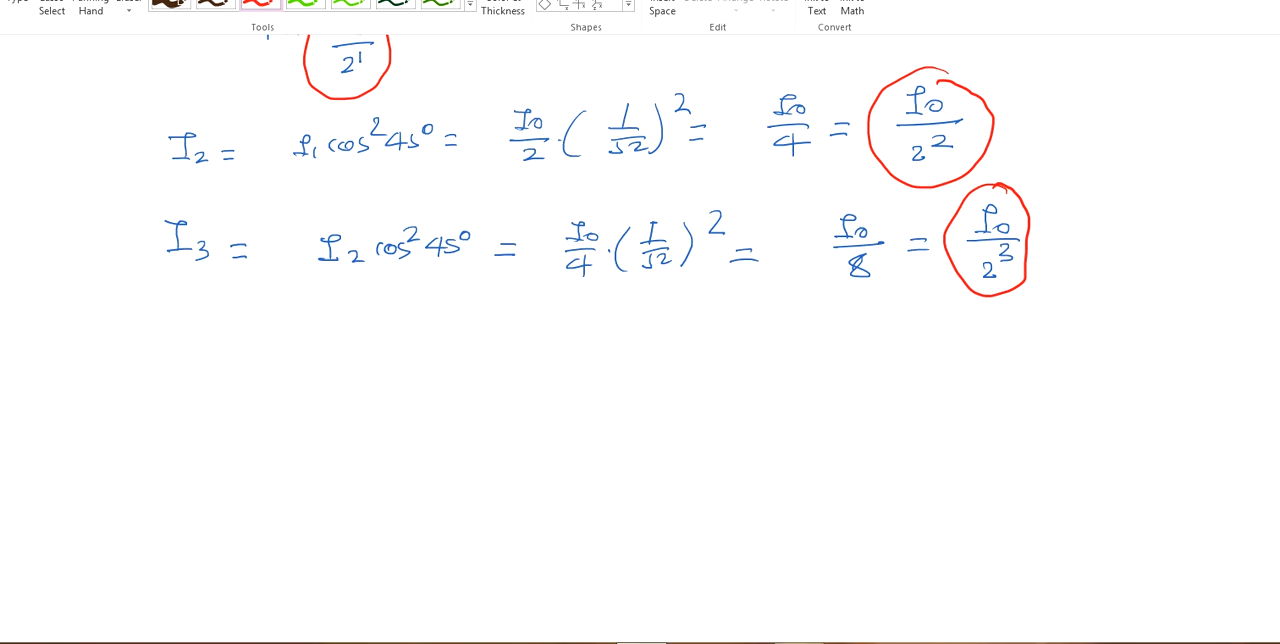 Select Hand Thickness Space Text Math
Tools Shapes Edit Convert
2¹
I₂ = I₁ cos²45° = I₀/2 · (1/√2)² = I₀/4 = I₀/2²
I₃ = I₂ cos²45° = I₀/4 · (1/√2)² = I₀/8 = I₀/2³